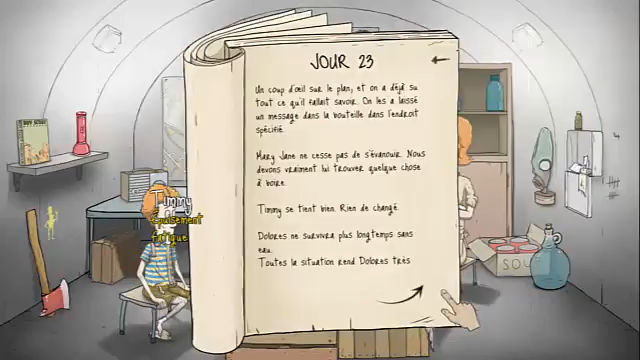 JOUR 23
Un coup d'œil sur le plan, et on a déjà su
tout ce qu'il fallait savoir. On les a laissé
un message dans la bouteille dans l'endroit
spécifié.
Mary Jane ne cesse pas de s'évanouir. Nous
devons vraiment lui trouver quelque chose
à boire.
Timmy se tient bien. Rien de changé.
Dolores ne survivra plus longtemps sans
eau.
Toutes la situation rend Dolores très
Timmy
fatigue
SOU